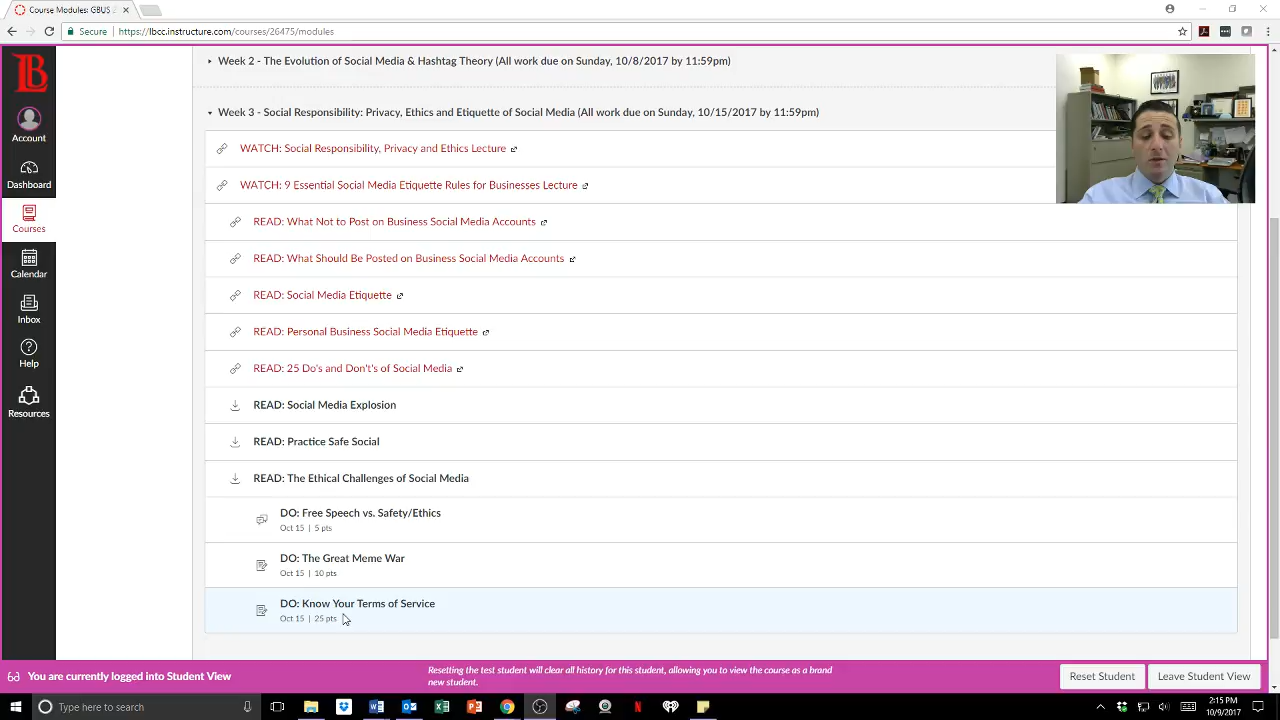 Course Modules: GBUS
Secure
https://lbcc.instructure.com/courses/26475/modules
LB
Account
Dashboard
Courses
Calendar
Inbox
Help
Resources
Week 2 - The Evolution of Social Media & Hashtag Theory (All work due on Sunday, 10/8/2017 by 11:59pm)
Week 3 - Social Responsibility: Privacy, Ethics and Etiquette of Social Media (All work due on Sunday, 10/15/2017 by 11:59pm)
WATCH: Social Responsibility, Privacy and Ethics Lecture
WATCH: 9 Essential Social Media Etiquette Rules for Businesses Lecture
READ: What Not to Post on Business Social Media Accounts
READ: What Should Be Posted on Business Social Media Accounts
READ: Social Media Etiquette
READ: Personal Business Social Media Etiquette
READ: 25 Do's and Don't's of Social Media
READ: Social Media Explosion
READ: Practice Safe Social
READ: The Ethical Challenges of Social Media
DO: Free Speech vs. Safety/Ethics
Oct 15 | 5 pts
DO: The Great Meme War
Oct 15 | 10 pts
DO: Know Your Terms of Service
Oct 15 | 25 pts
You are currently logged into Student View
Resetting the test student will clear all history for this student, allowing you to view the course as a brand
new student.
Reset Student
Leave Student View
Type here to search
2:15 PM
10/9/2017